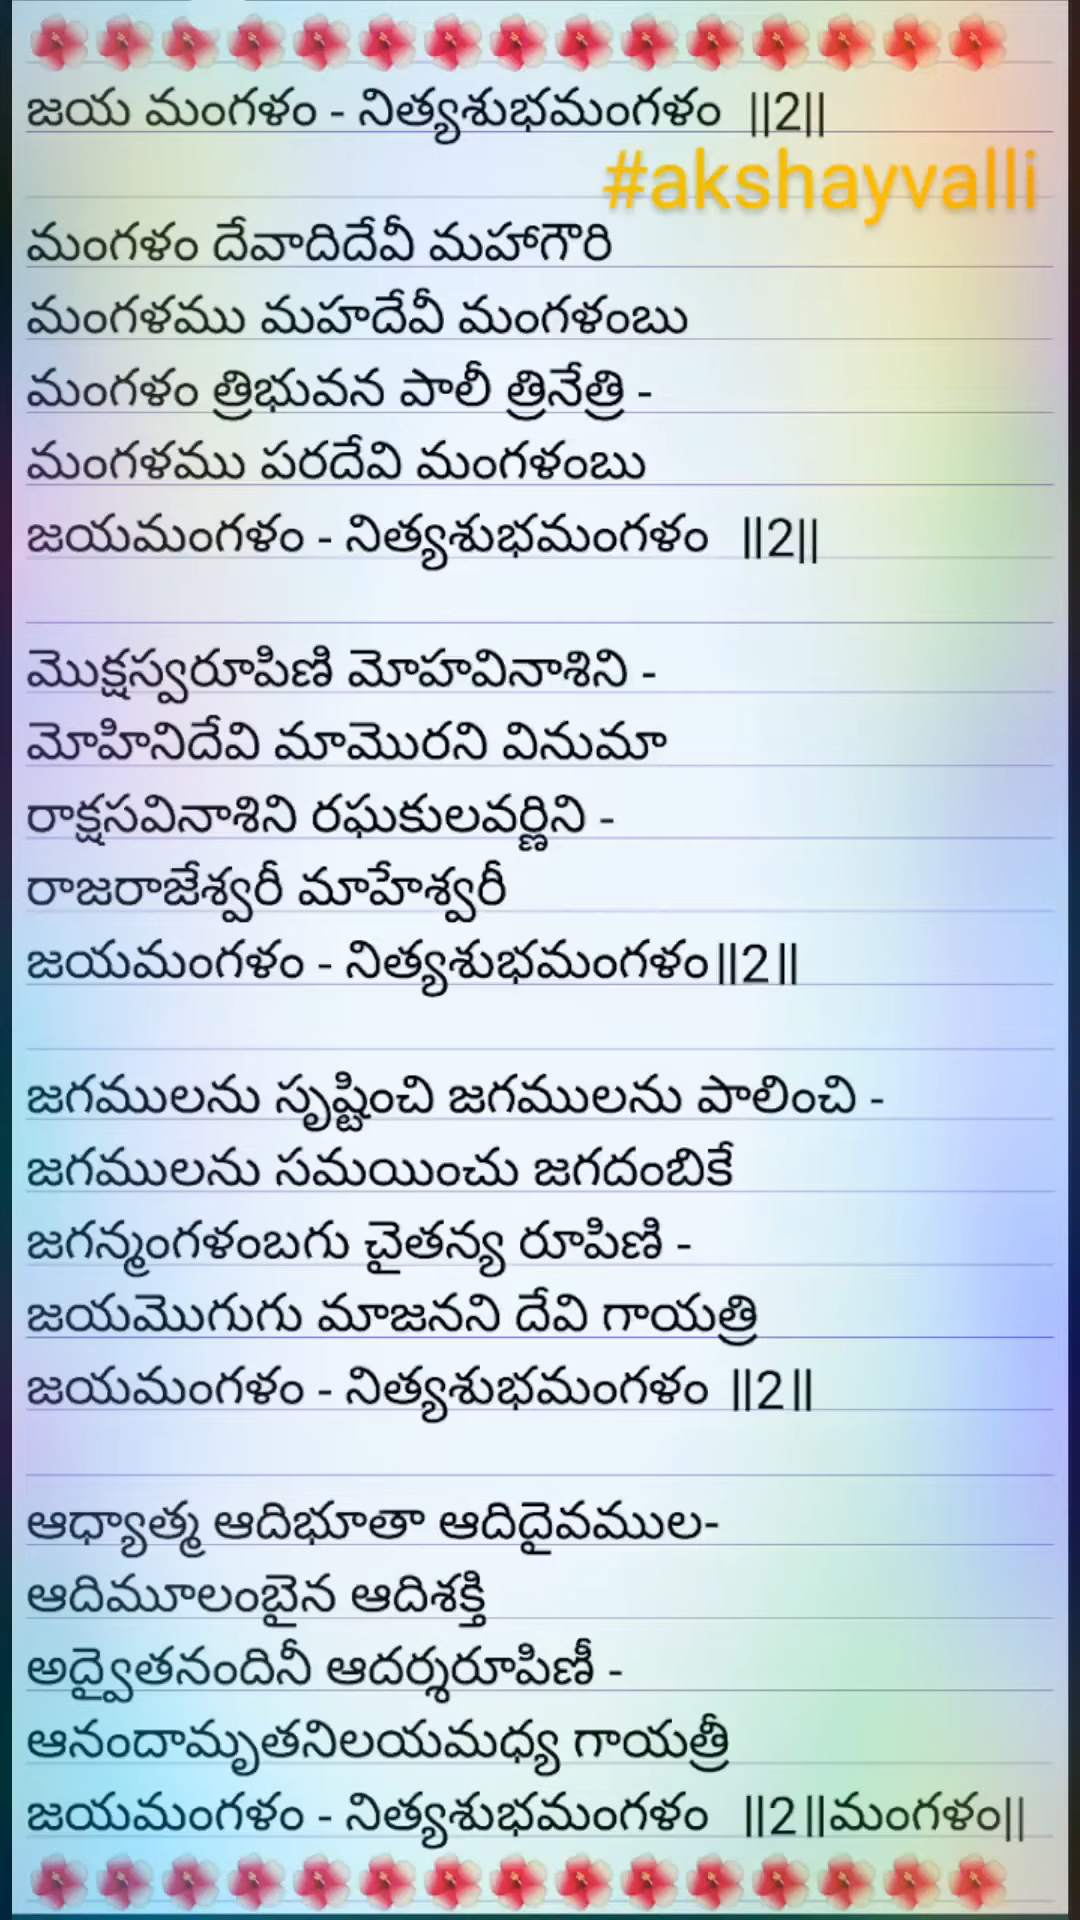 జయ మంగళం - నిత్యశుభమంగళం ||2||
#akshayvalli
మంగళం దేవాదిదేవీ మహాగౌరి
మంగళము మహదేవీ మంగళంబు
మంగళం త్రిభువన పాలీ త్రినేత్రి -
మంగళము పరదేవి మంగళంబు
జయమంగళం - నిత్యశుభమంగళం ||2||
మొక్షస్వరూపిణి మోహవినాశిని -
మోహినిదేవి మామొరని వినుమా
రాక్షసవినాశిని రఘకులవర్ణిని -
రాజరాజేశ్వరీ మాహేశ్వరీ
జయమంగళం - నిత్యశుభమంగళం||2||
జగములను సృష్టించి జగములను పాలించి -
జగములను సమయించు జగదంబికే
జగన్మంగళంబగు చైతన్య రూపిణి -
జయమొగుగు మాజనని దేవి గాయత్రి
జయమంగళం - నిత్యశుభమంగళం ||2||
ఆధ్యాత్మ ఆదిభూతా ఆదిదైవముల-
ఆదిమూలంబైన ఆదిశక్తి
అద్వైతనందినీ ఆదర్శరూపిణీ -
ఆనందామృతనిలయమధ్య గాయత్రీ
జయమంగళం - నిత్యశుభమంగళం ||2||మంగళం||